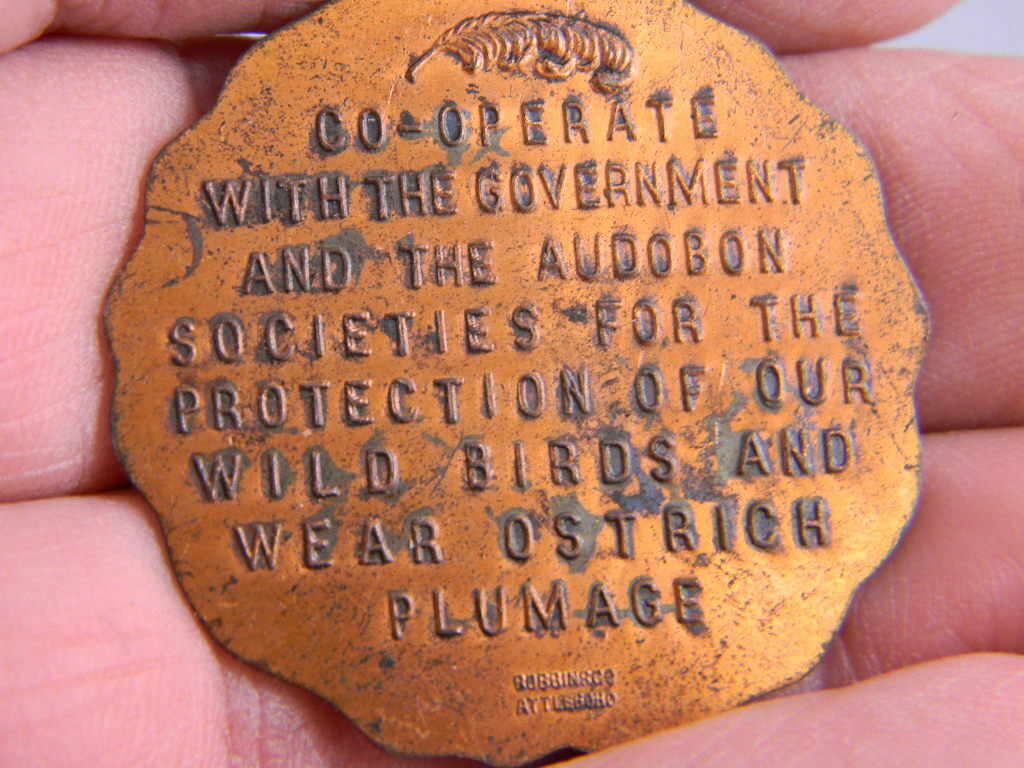 CO-OPERATE
WITH THE GOVERNMENT
AND THE AUDOBON
SOCIETIES FOR THE
PROTECTION OF OUR
WILD BIRDS AND
WEAR OSTRICH
PLUMAGE
ROBBINS CO
ATTLEBORO